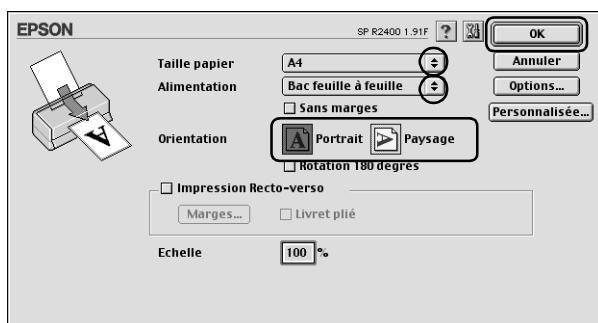 EPSON SP R2400 1.91F ? OK
Taille papier A4 Annuler
Alimentation Bac feuille à feuille Options...
Sans marges Personnalisée...
Orientation A Portrait A Paysage
Rotation 180 degrés
Impression Recto-verso
Marges... Livret plié
Echelle 100 %
A